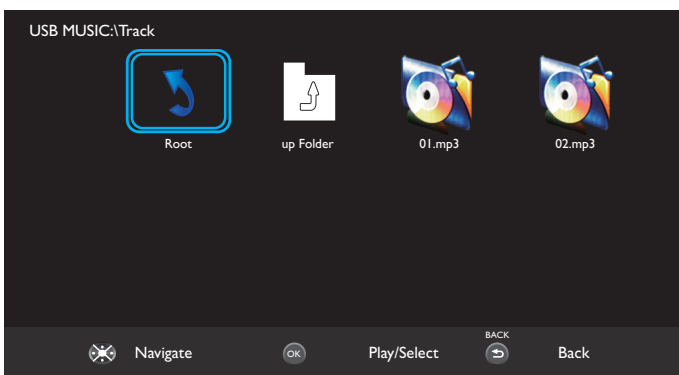 USB MUSIC:\Track
Root up Folder 01.mp3 02.mp3
BACK
Navigate OK Play/Select Back